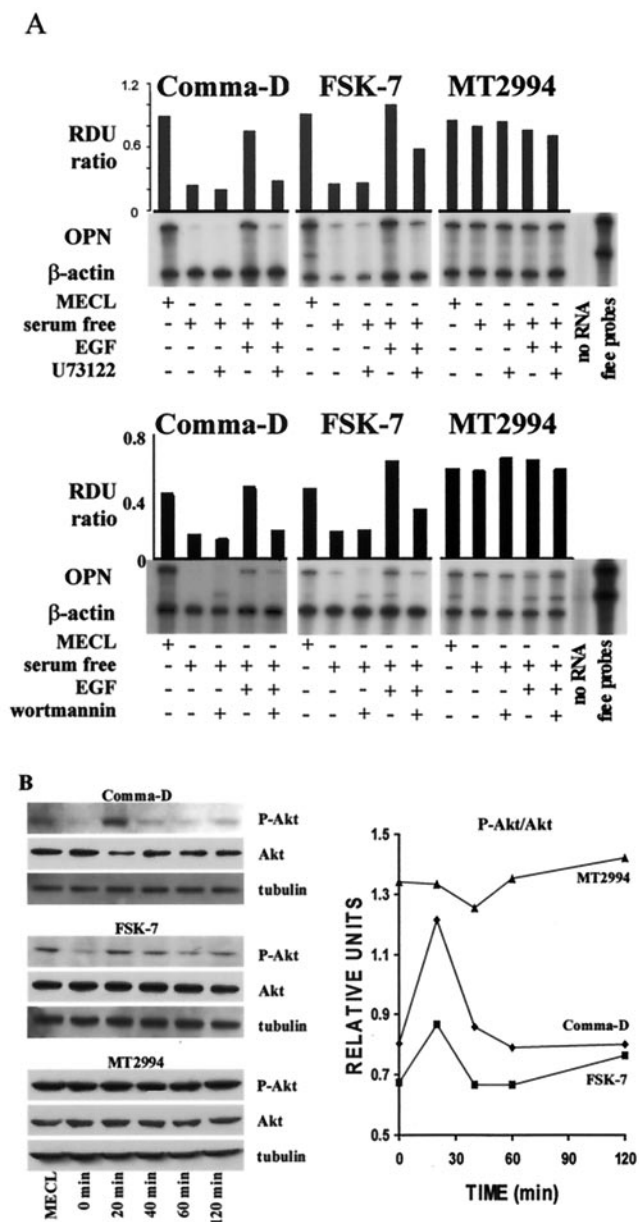 A
Comma-D FSK-7 MT2994
1.2
RDU
ratio
0.6
0
OPN
β-actin
MECL + - - - - + - - - - + - - - -
serum free - + + + + - + + + + - + + + +
EGF - - - + + - - - + + - - - + +
U73122 - - + - + - - + - + - - + - +
no RNA
free probes
Comma-D FSK-7 MT2994
0.8
RDU
ratio
0.4
0
OPN
β-actin
MECL + - - - - + - - - - + - - - -
serum free - + + + + - + + + + - + + + +
EGF - - - + + - - - + + - - - + +
wortmannin - - + - + - - + - + - - + - +
no RNA
free probes
B
Comma-D
P-Akt
Akt
tubulin
FSK-7
P-Akt
Akt
tubulin
MT2994
P-Akt
Akt
tubulin
MECL
0 min
20 min
40 min
60 min
120 min
P-Akt/Akt
1.5
1.3
1.1
0.9
0.7
0.5
RELATIVE UNITS
MT2994
Comma-D
FSK-7
0 30 60 90 120
TIME (min)